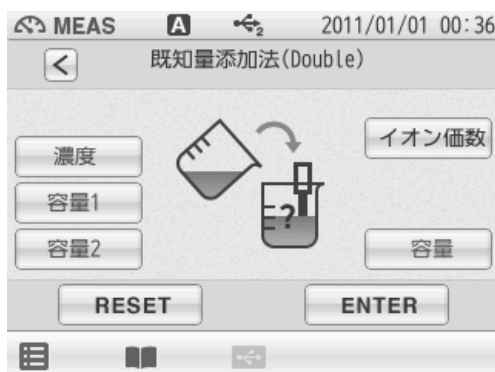 MEAS A 2 2011/01/01 00:36
< 既知量添加法(Double)
イオン価数
濃度
容量1
?
容量2
容量
RESET ENTER